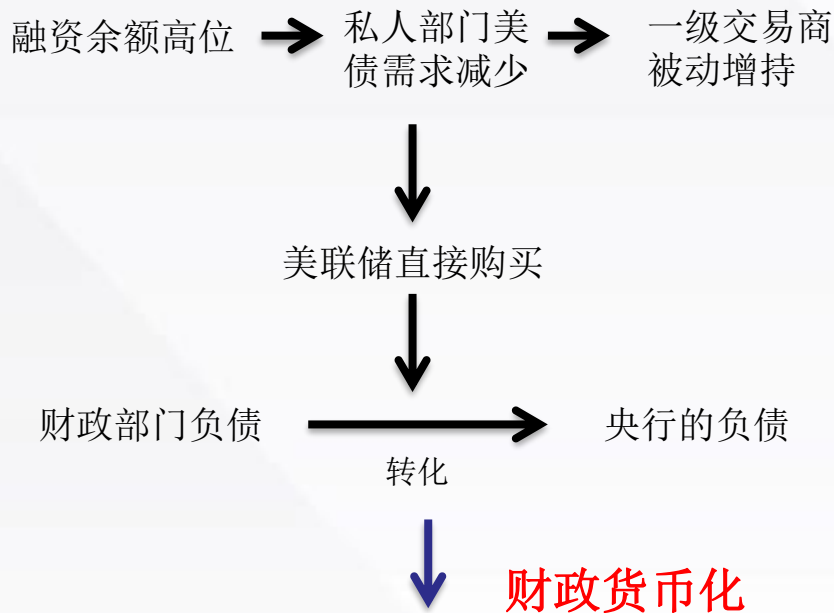 融资余额高位
私人部门美
债需求减少
一级交易商
被动增持
美联储直接购买
财政部门负债
央行的负债
转化
财政货币化